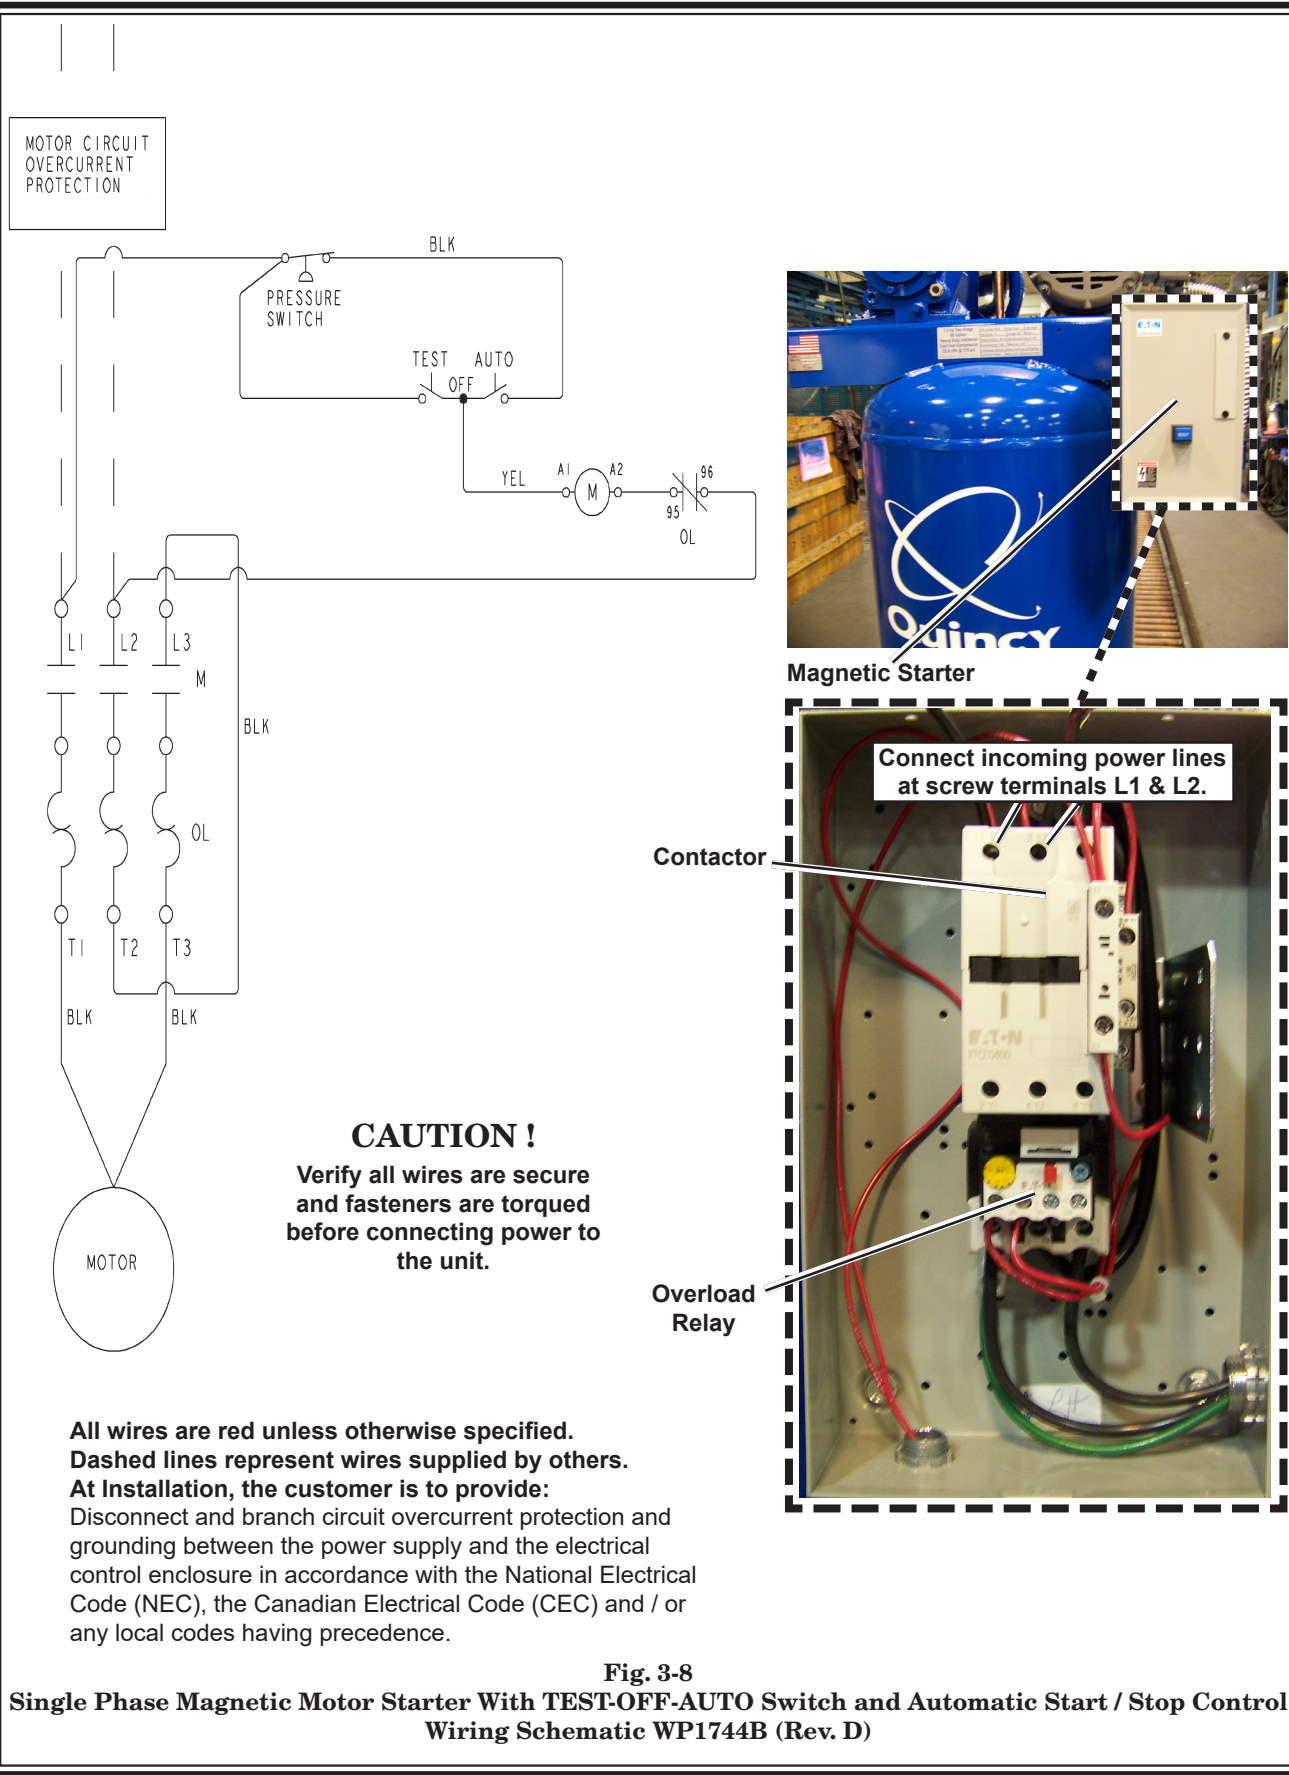 MOTOR CIRCUIT
OVERCURRENT
PROTECTION
BLK
PRESSURE
SWITCH
TEST
AUTO
OFF
YEL
A1
M
A2
95
96
OL
L1
L2
L3
M
BLK
OL
T1
T2
T3
BLK
BLK
MOTOR
E·T·N
Quincy
Magnetic Starter
Connect incoming power lines
at screw terminals L1 & L2.
Contactor
E·T·N
Overload
Relay
CAUTION !
Verify all wires are secure
and fasteners are torqued
before connecting power to
the unit.
All wires are red unless otherwise specified.
Dashed lines represent wires supplied by others.
At Installation, the customer is to provide:
Disconnect and branch circuit overcurrent protection and
grounding between the power supply and the electrical
control enclosure in accordance with the National Electrical
Code (NEC), the Canadian Electrical Code (CEC) and / or
any local codes having precedence.
Fig. 3-8
Single Phase Magnetic Motor Starter With TEST-OFF-AUTO Switch and Automatic Start / Stop Control
Wiring Schematic WP1744B (Rev. D)